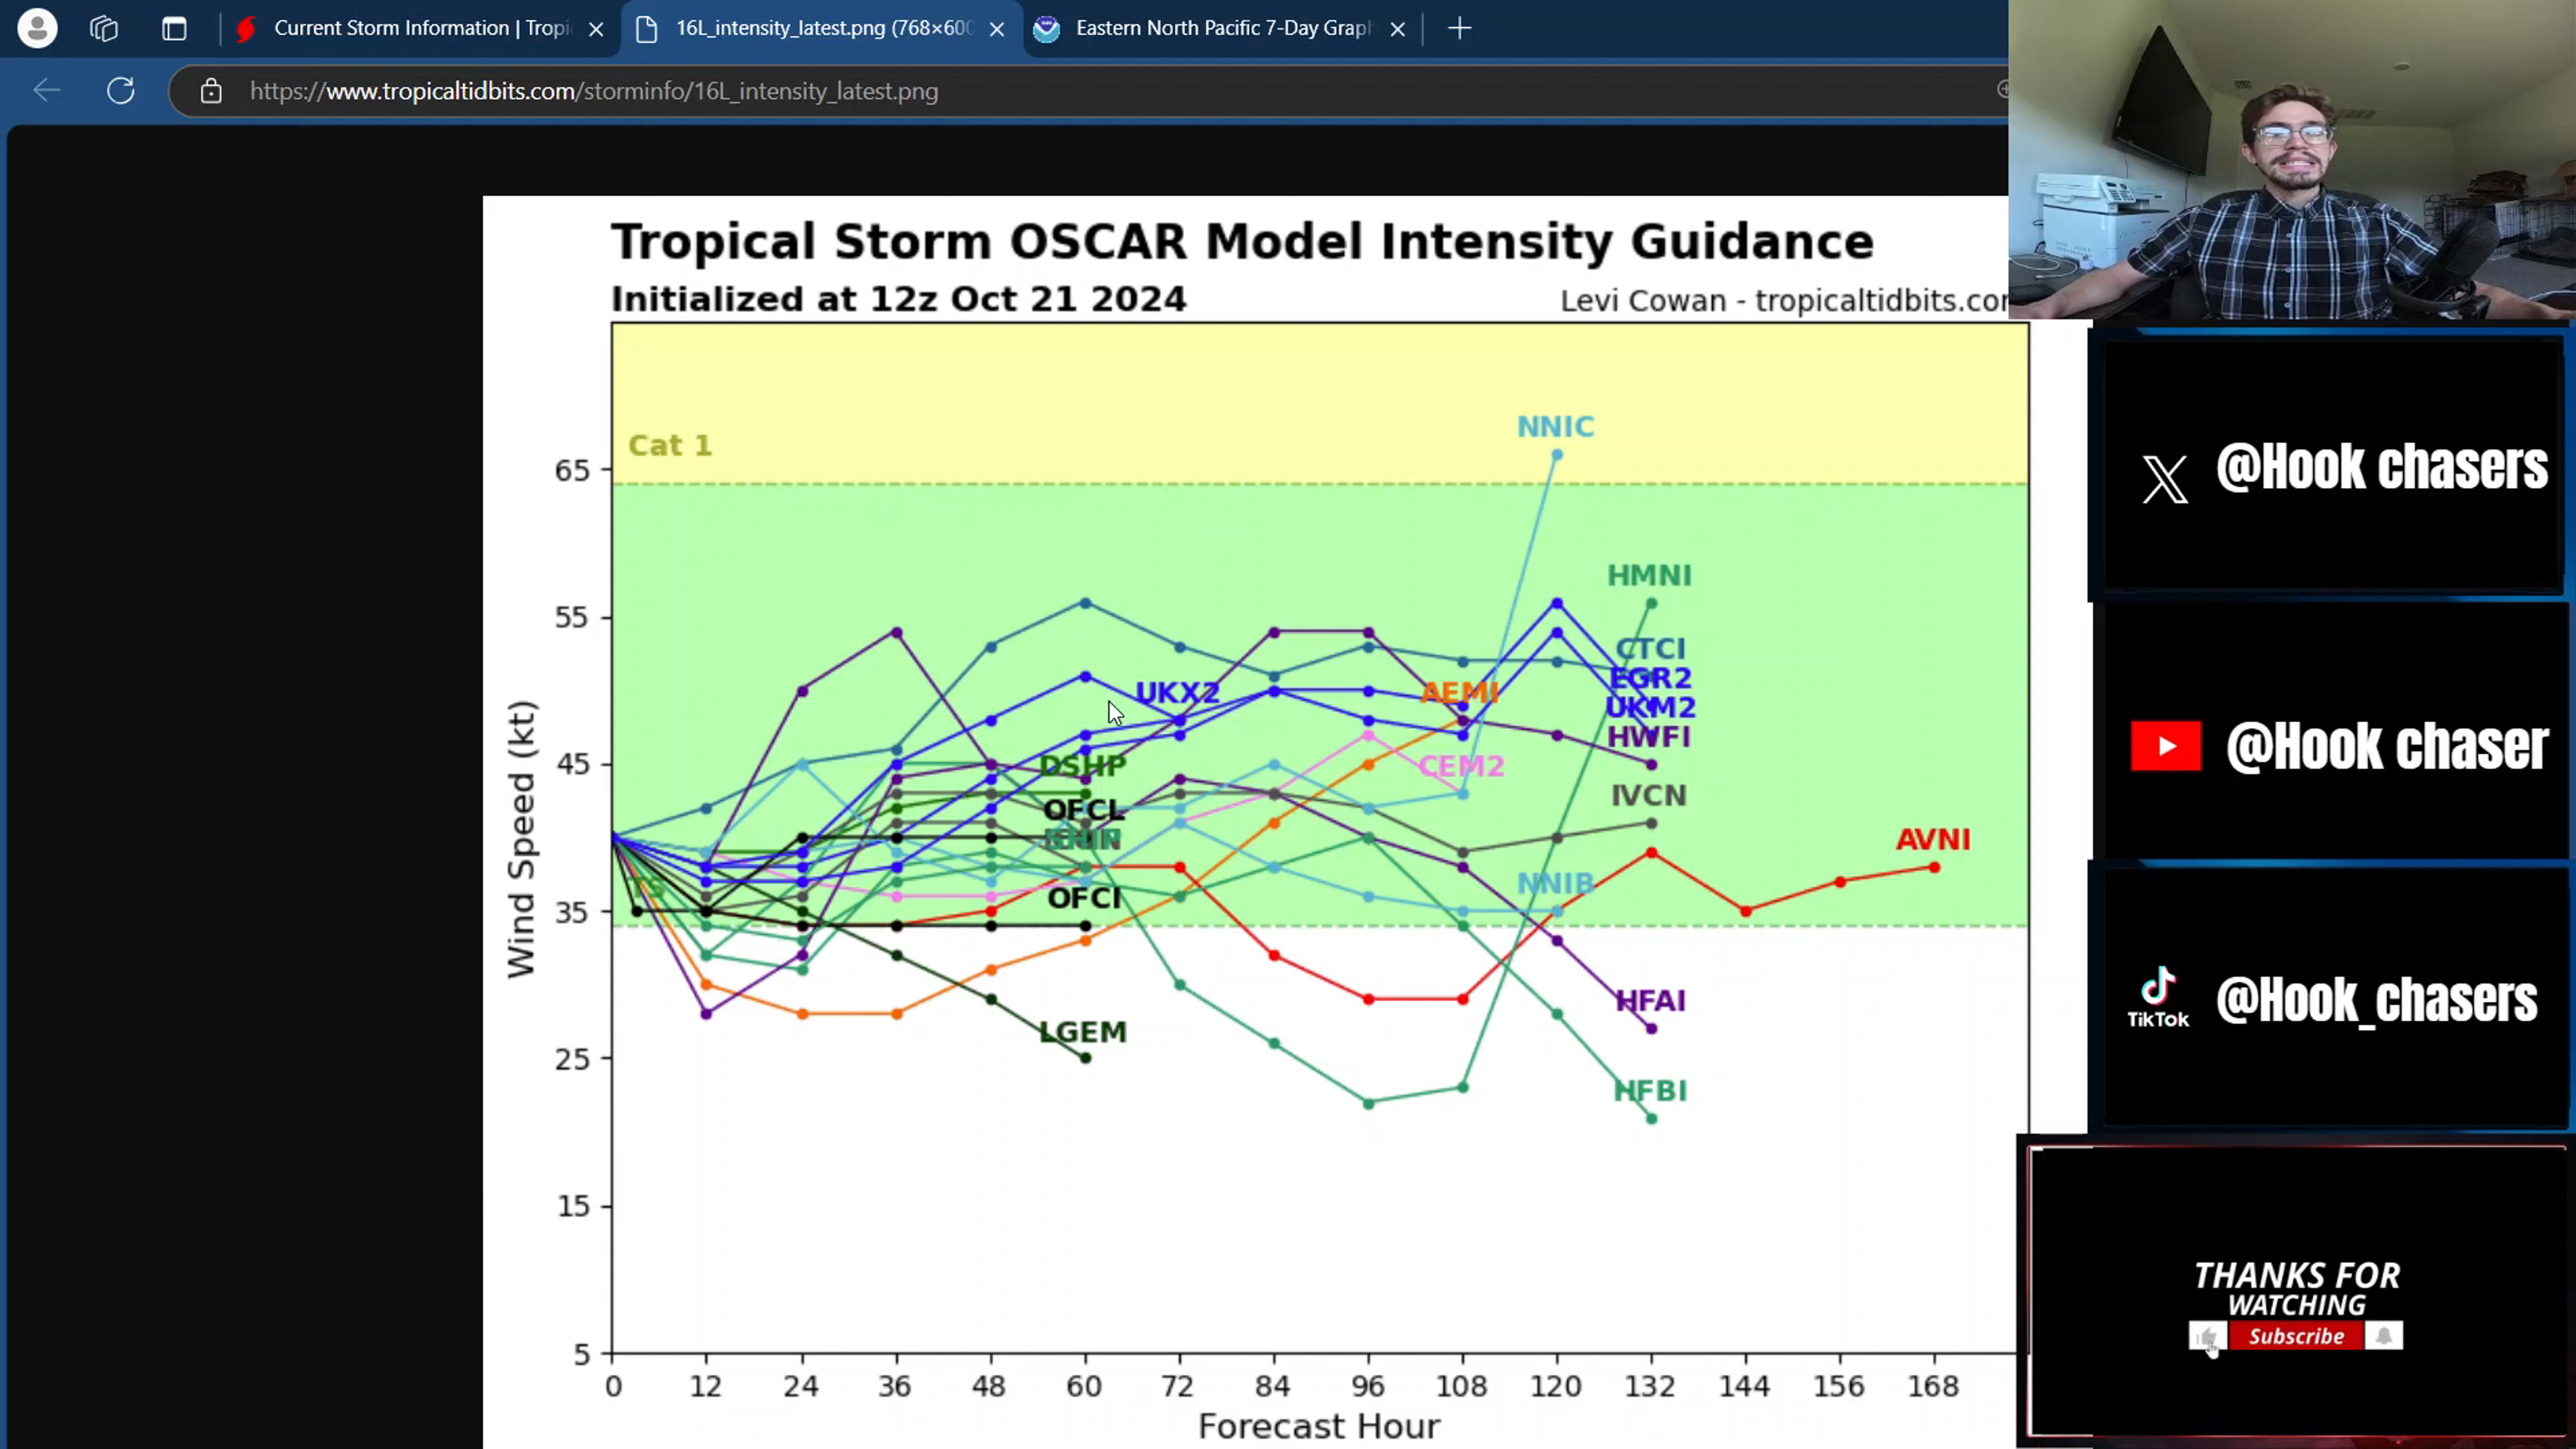 Current Storm Information | Tropi
16L_intensity_latest.png (768×600
Eastern North Pacific 7-Day Grap
https://www.tropicaltidbits.com/storminfo/16L_intensity_latest.png
Tropical Storm OSCAR Model Intensity Guidance
Initialized at 12z Oct 21 2024
Levi Cowan - tropicaltidbits.com
Cat 1
NNIC
HMNI
CTCI
UKX2
AEMI
EGR2
UKM2
HWFI
DSHP
CEM2
IVCN
OFCL
AVNI
TS
NNIB
OFCI
HFAI
LGEM
HFBI
65
55
45
35
25
15
5
Wind Speed (kt)
0 12 24 36 48 60 72 84 96 108 120 132 144 156 168
Forecast Hour
@Hook chasers
@Hook chaser
TikTok
@Hook_chasers
THANKS FOR
WATCHING
Subscribe